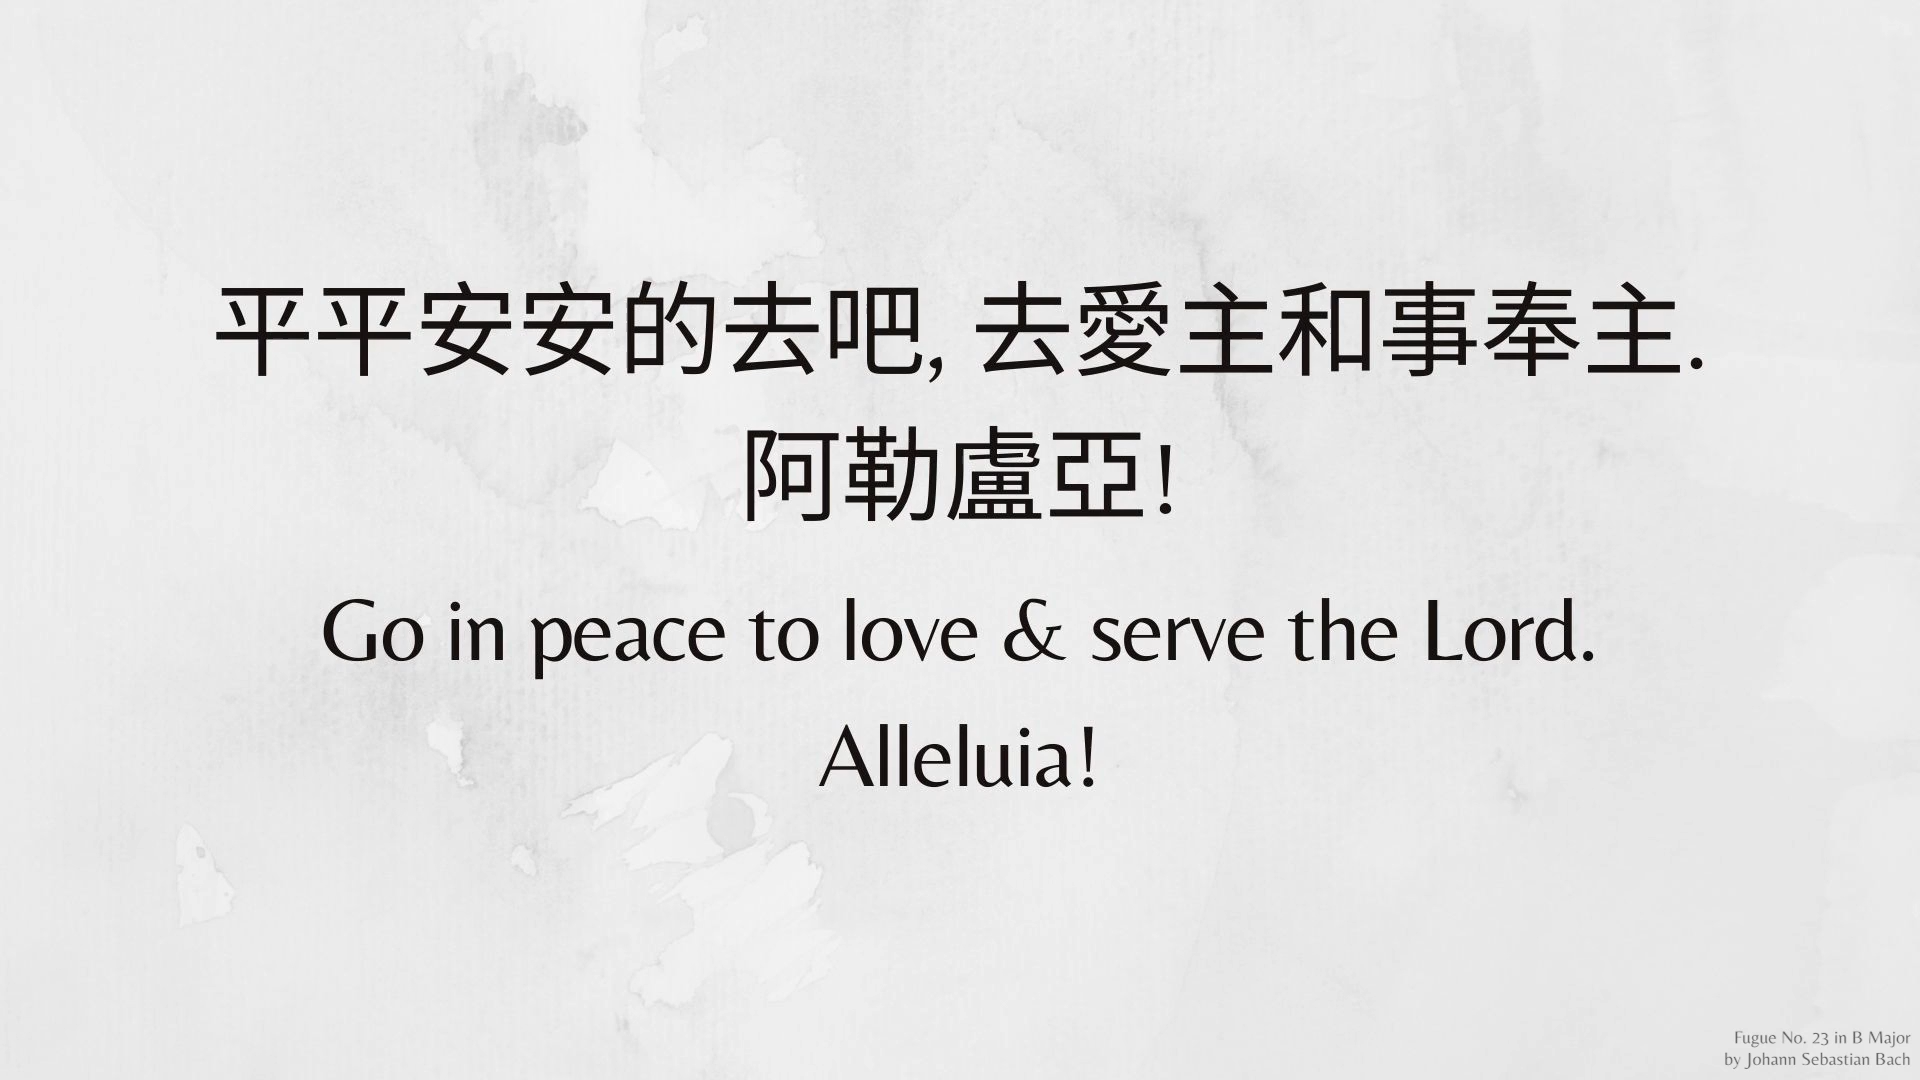 平平安安的去吧, 去愛主和事奉主.
阿勒盧亞!
Go in peace to love & serve the Lord.
Alleluia!
Fugue No. 23 in B Major
by Johann Sebastian Bach